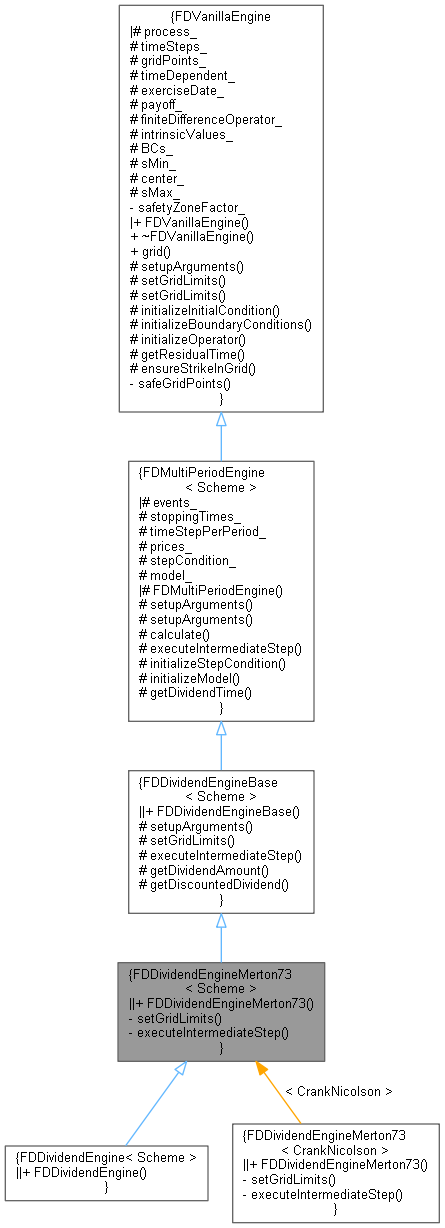 {FDVanillaEngine
|# process_
# timeSteps_
# gridPoints_
# timeDependent_
# exerciseDate_
# payoff_
# finiteDifferenceOperator_
# intrinsicValues_
# BCs_
# sMin_
# center_
# sMax_
- safetyZoneFactor_
|+ FDVanillaEngine()
+ ~FDVanillaEngine()
+ grid()
# setupArguments()
# setGridLimits()
# setGridLimits()
# initializeInitialCondition()
# initializeBoundaryConditions()
# initializeOperator()
# getResidualTime()
# ensureStrikeInGrid()
- safeGridPoints()
}
{FDMultiPeriodEngine
< Scheme >
|# events_
# stoppingTimes_
# timeStepPerPeriod_
# prices_
# stepCondition_
# model_
|# FDMultiPeriodEngine()
# setupArguments()
# setupArguments()
# calculate()
# executeIntermediateStep()
# initializeStepCondition()
# initializeModel()
# getDividendTime()
}
{FDDividendEngineBase
< Scheme >
||+ FDDividendEngineBase()
# setupArguments()
# setGridLimits()
# executeIntermediateStep()
# getDividendAmount()
# getDiscountedDividend()
}
{FDDividendEngineMerton73
< Scheme >
||+ FDDividendEngineMerton73()
- setGridLimits()
- executeIntermediateStep()
}
< CrankNicolson >
{FDDividendEngine< Scheme >
||+ FDDividendEngine()
}
{FDDividendEngineMerton73
< CrankNicolson >
||+ FDDividendEngineMerton73()
- setGridLimits()
- executeIntermediateStep()
}